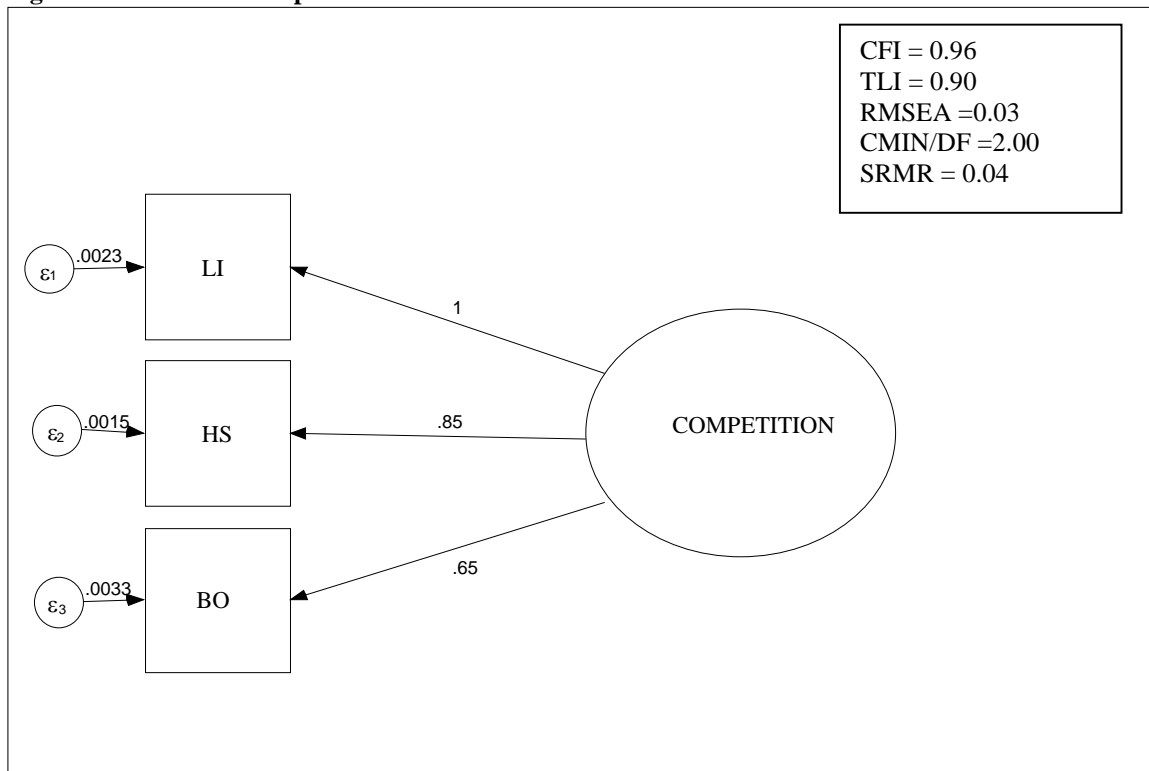 CFI = 0.96
TLI = 0.90
RMSEA =0.03
CMIN/DF =2.00
SRMR = 0.04
ε1
.0023
LI
1
ε2
.0015
HS
.85
COMPETITION
ε3
.0033
BO
.65